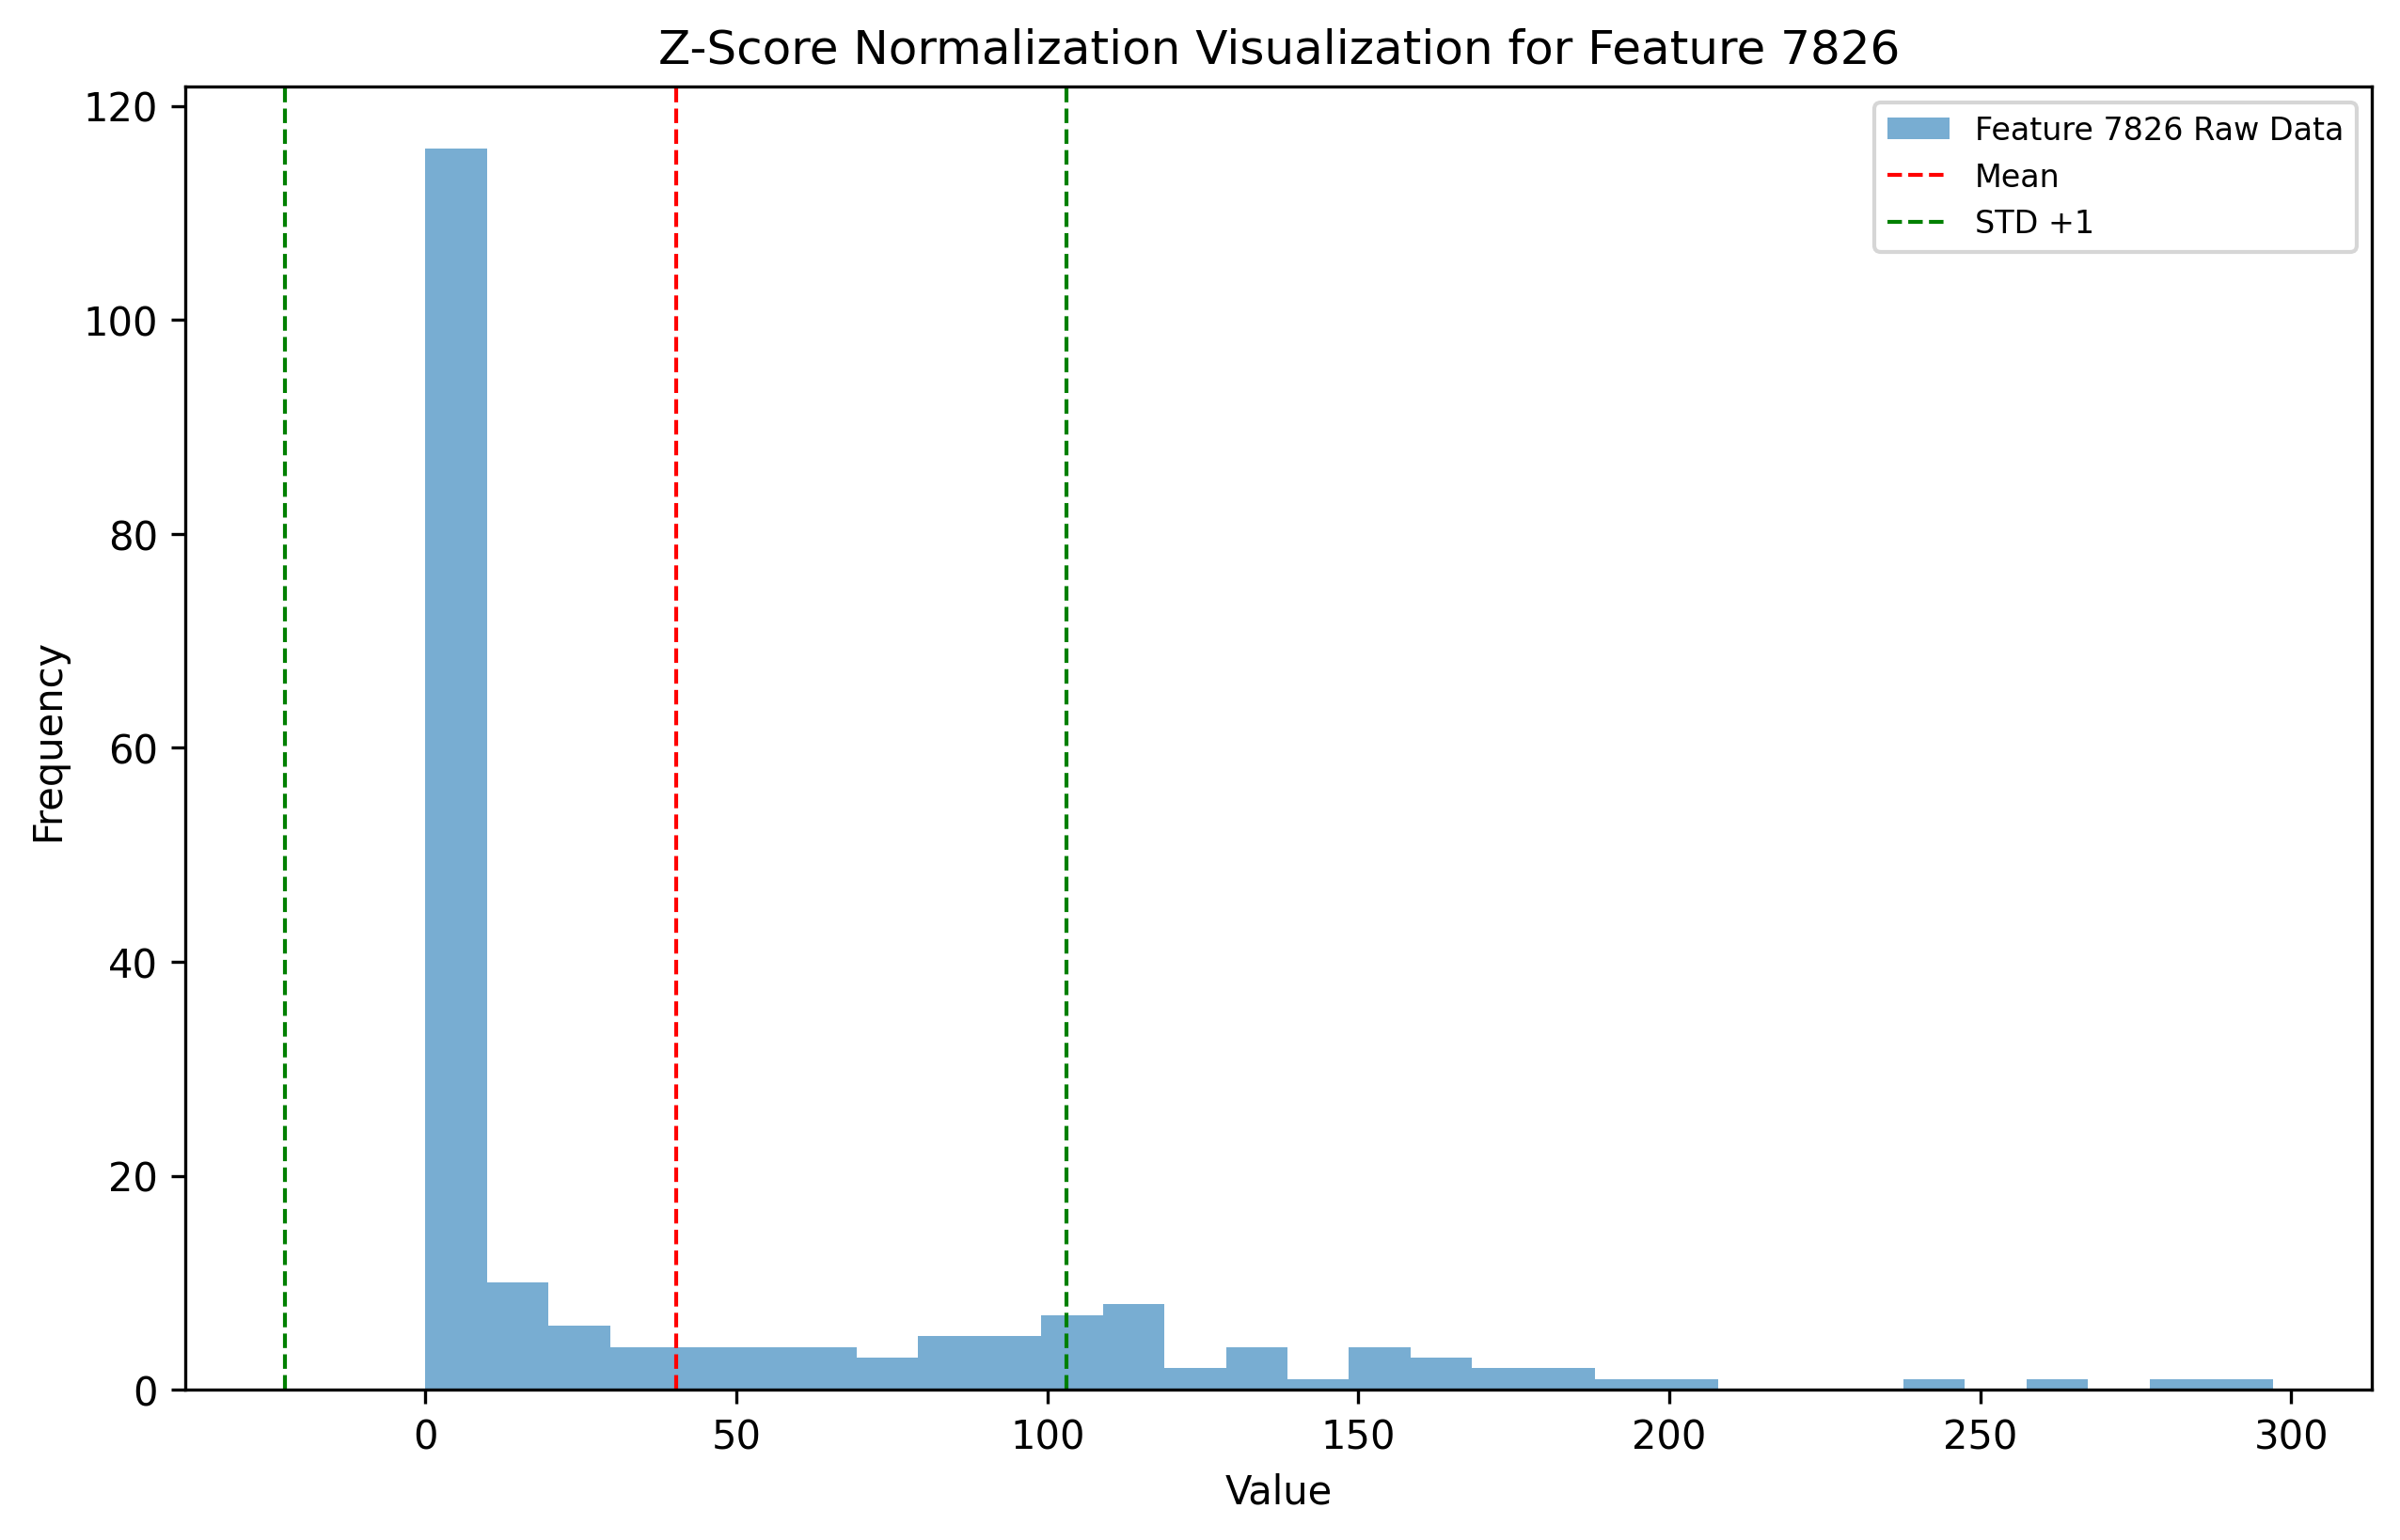 Z-Score Normalization Visualization for Feature 7826
Feature 7826 Raw Data
Mean
STD +1
120
100
80
60
40
20
0
Frequency
0 50 100 150 200 250 300
Value